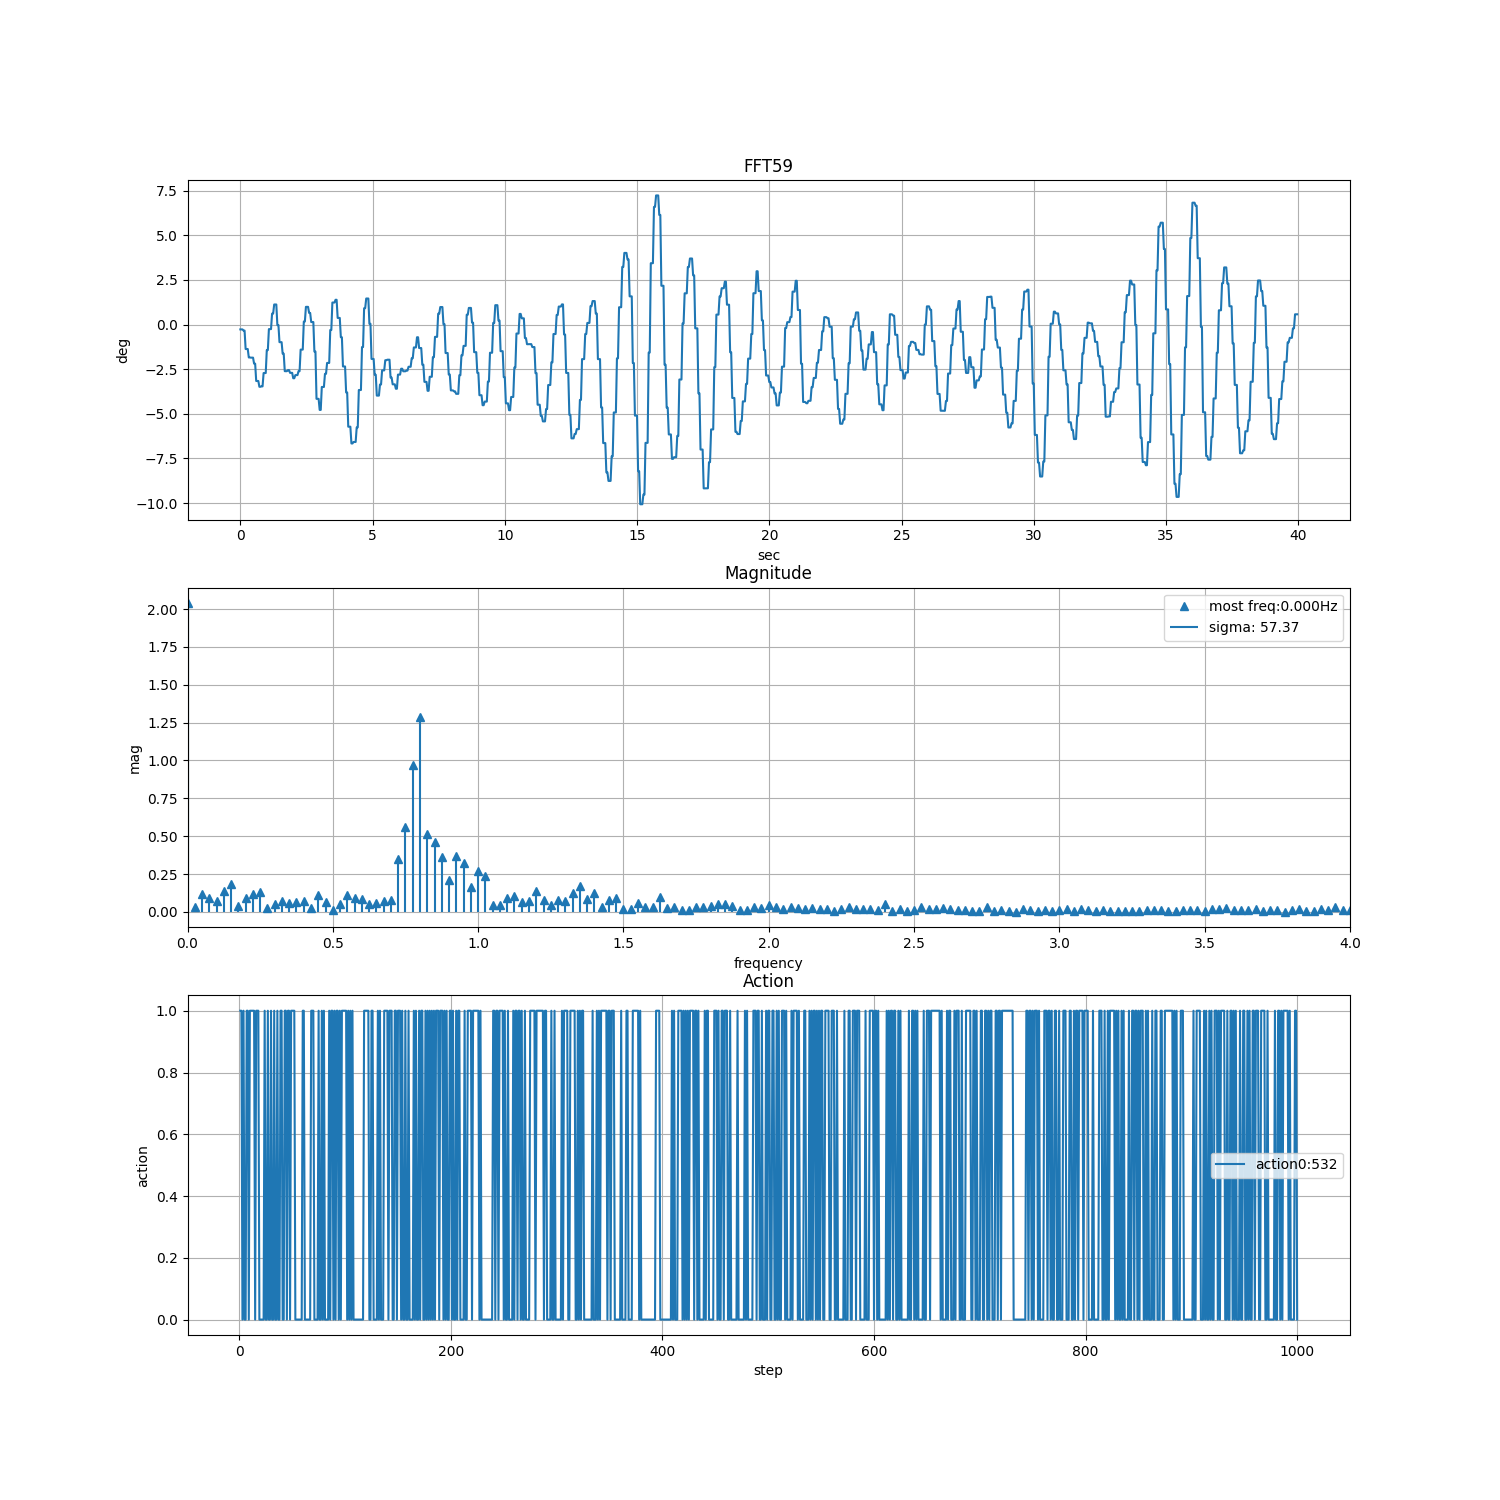 FFT59
7.5
5.0
2.5
0.0
−2.5
−5.0
−7.5
−10.0
deg
0 5 10 15 20 25 30 35 40
sec
Magnitude
2.00
1.75
1.50
1.25
1.00
0.75
0.50
0.25
0.00
mag
most freq:0.000Hz
sigma: 57.37
0.0 0.5 1.0 1.5 2.0 2.5 3.0 3.5 4.0
frequency
Action
1.0
0.8
0.6
0.4
0.2
0.0
action
action0:532
0 200 400 600 800 1000
step